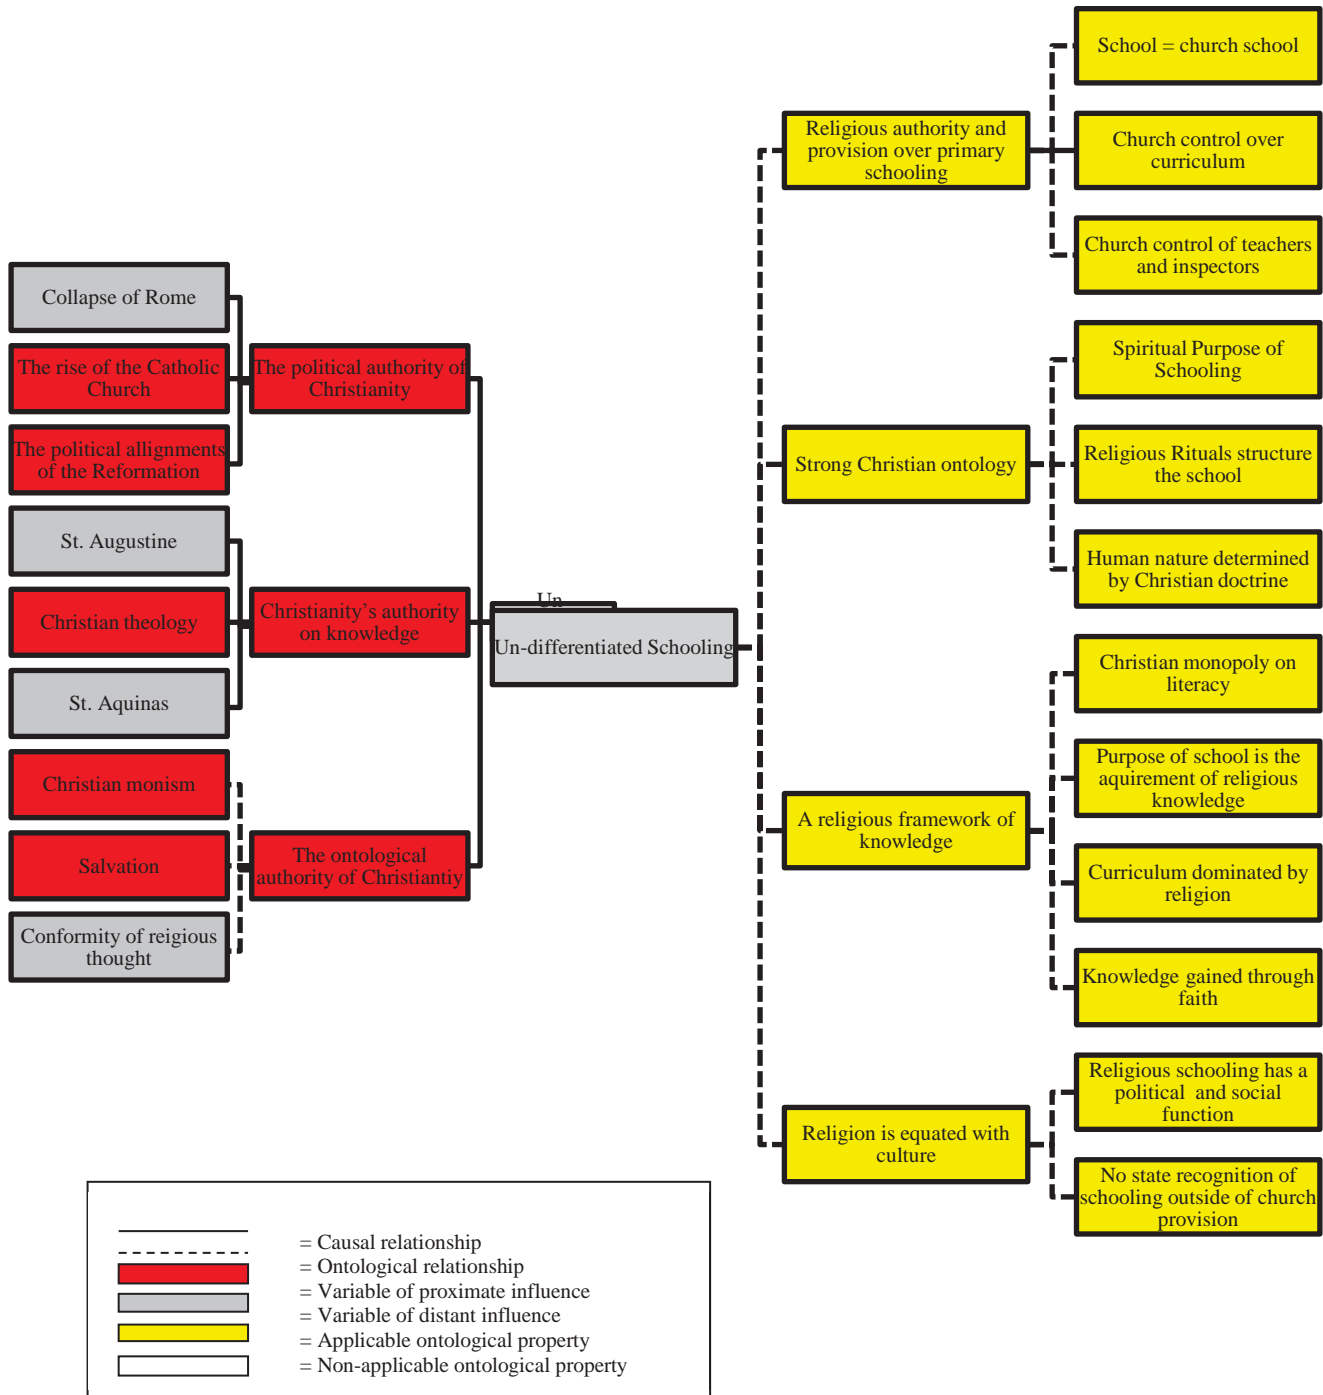 School = church school
Religious authority and
provision over primary
schooling
Church control over
curriculum
Church control of teachers
and inspectors
Collapse of Rome
The rise of the Catholic
Church
The political allignments
of the Reformation
The political authority of
Christianity
St. Augustine
Christian theology
St. Aquinas
Christianity’s authority
on knowledge
Christian monism
Salvation
Conformity of reigious
thought
The ontological
authority of Christiantiy
Un
Un-differentiated Schooling
Strong Christian ontology
Spiritual Purpose of
Schooling
Religious Rituals structure
the school
Human nature determined
by Christian doctrine
A religious framework of
knowledge
Christian monopoly on
literacy
Purpose of school is the
aquirement of religious
knowledge
Curriculum dominated by
religion
Knowledge gained through
faith
Religion is equated with
culture
Religious schooling has a
political and social
function
No state recognition of
schooling outside of church
provision
= Causal relationship
= Ontological relationship
= Variable of proximate influence
= Variable of distant influence
= Applicable ontological property
= Non-applicable ontological property